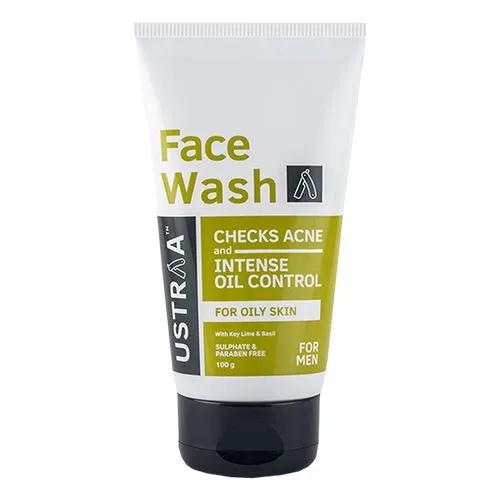 Face
Wash
USTRAA™
CHECKS ACNE
and
INTENSE
OIL CONTROL
FOR OILY SKIN
With Key Lime & Basil
SULPHATE &
PARABEN FREE
100 g
FOR
MEN